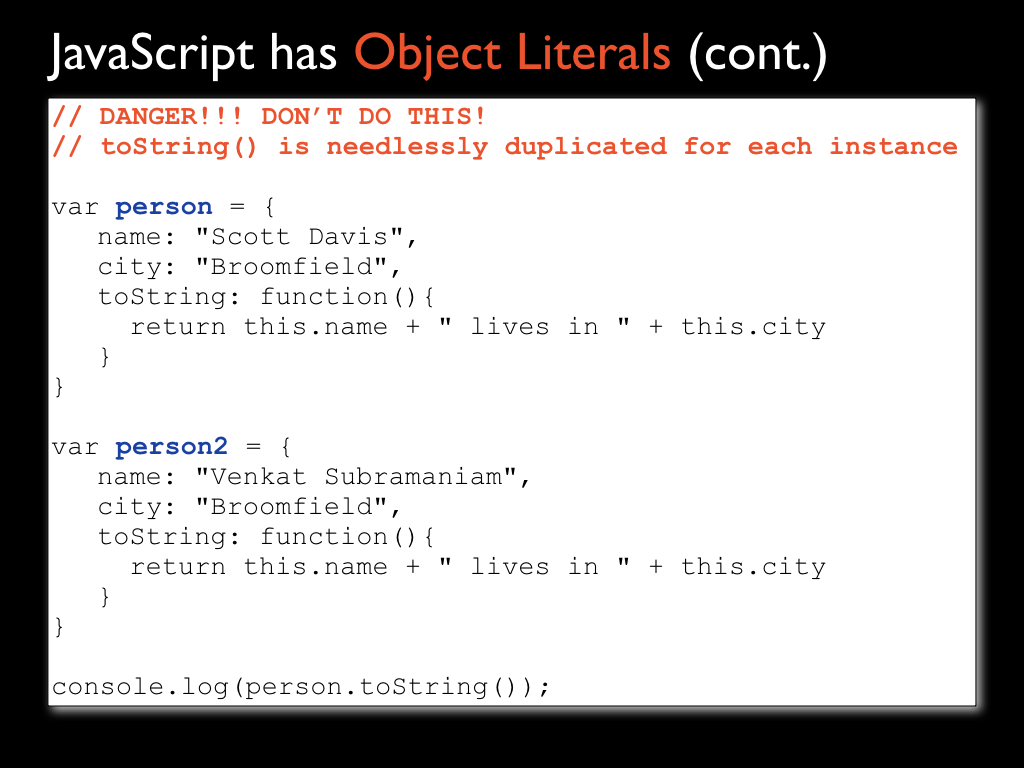 JavaScript has Object Literals (cont.)
// DANGER!!! DON’T DO THIS!
// toString() is needlessly duplicated for each instance
var person = {
   name: "Scott Davis",
   city: "Broomfield",
   toString: function(){
     return this.name + " lives in " + this.city
   }
}
var person2 = {
   name: "Venkat Subramaniam",
   city: "Broomfield",
   toString: function(){
     return this.name + " lives in " + this.city
   }
}
console.log(person.toString());